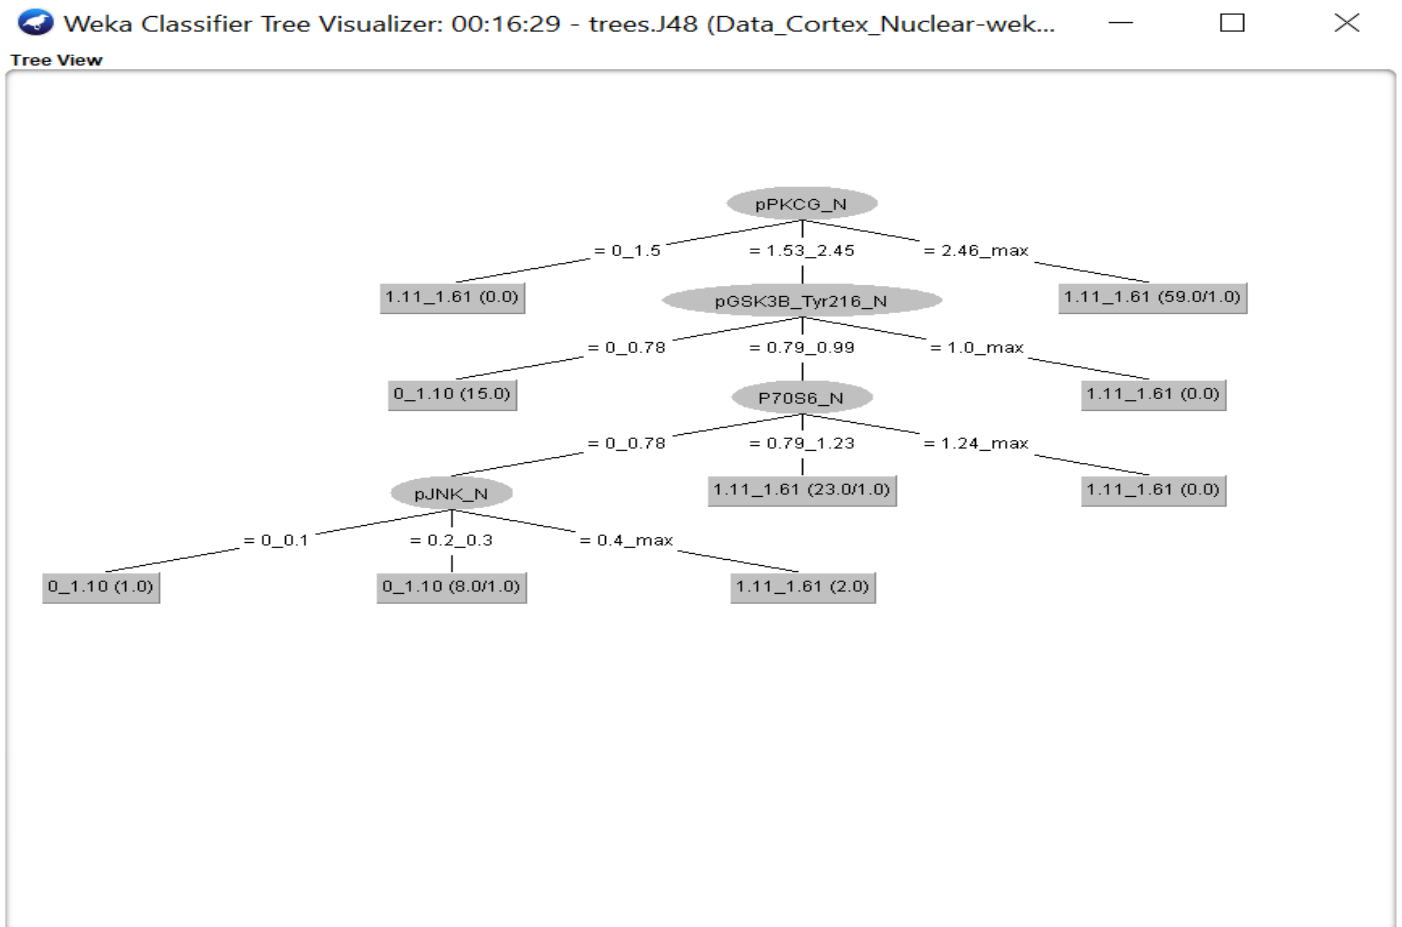 Weka Classifier Tree Visualizer: 00:16:29 - trees.J48 (Data_Cortex_Nuclear-wek...
Tree View
pPKCG_N
= 0_1.5 = 1.53_2.45 = 2.46_max
1.11_1.61 (0.0) pGSK3B_Tyr216_N 1.11_1.61 (59.0/1.0)
= 0_0.78 = 0.79_0.99 = 1.0_max
0_1.10 (15.0) P70S6_N 1.11_1.61 (0.0)
= 0_0.78 = 0.79_1.23 = 1.24_max
pJNK_N 1.11_1.61 (23.0/1.0) 1.11_1.61 (0.0)
= 0_0.1 = 0.2_0.3 = 0.4_max
0_1.10 (1.0) 0_1.10 (8.0/1.0) 1.11_1.61 (2.0)